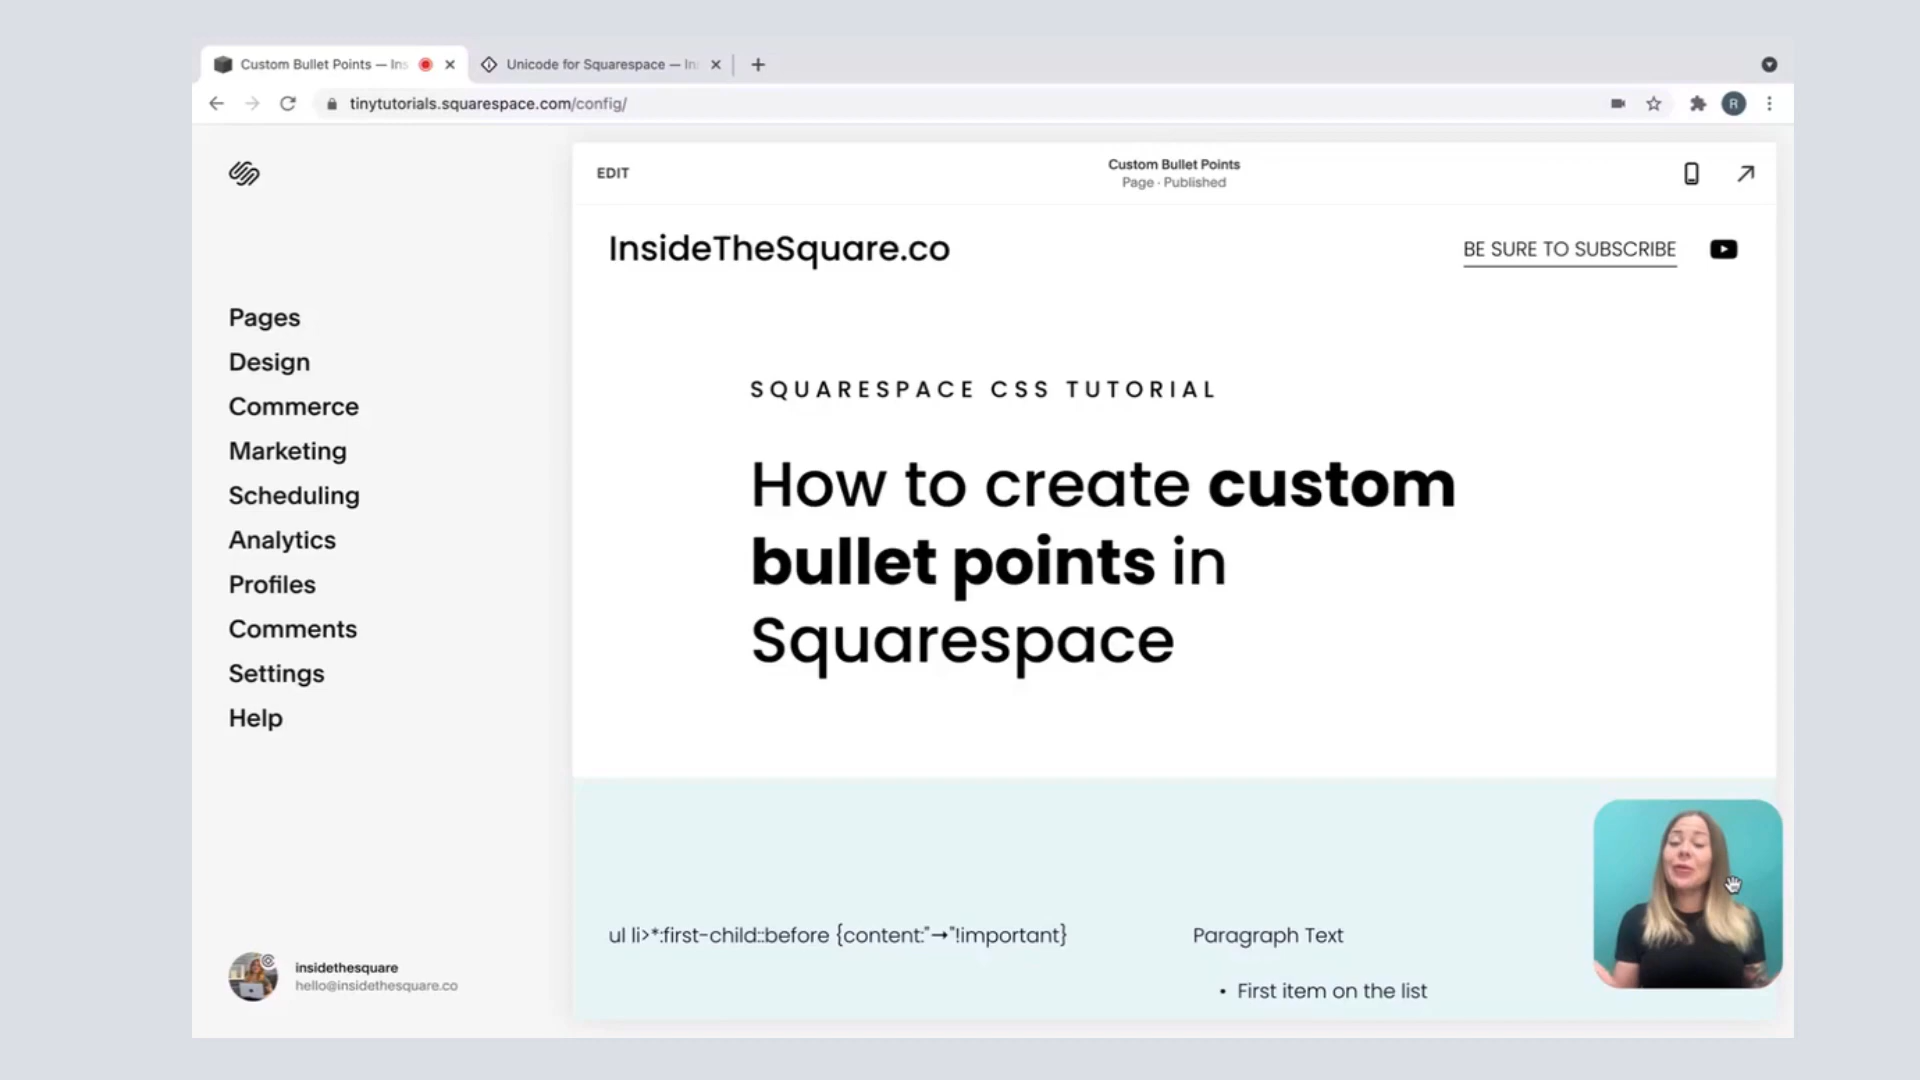 Custom Bullet Points — Ins
Unicode for Squarespace — In
tinytutorials.squarespace.com/config/
R
EDIT
Custom Bullet Points
Page · Published
InsideTheSquare.co
BE SURE TO SUBSCRIBE
Pages
Design
Commerce
Marketing
Scheduling
Analytics
Profiles
Comments
Settings
Help
SQUARESPACE CSS TUTORIAL
How to create custom
bullet points in
Squarespace
ul li>*:first-child::before {content:"→"!important}
Paragraph Text
• First item on the list
insidethesquare
hello@insidethesquare.co